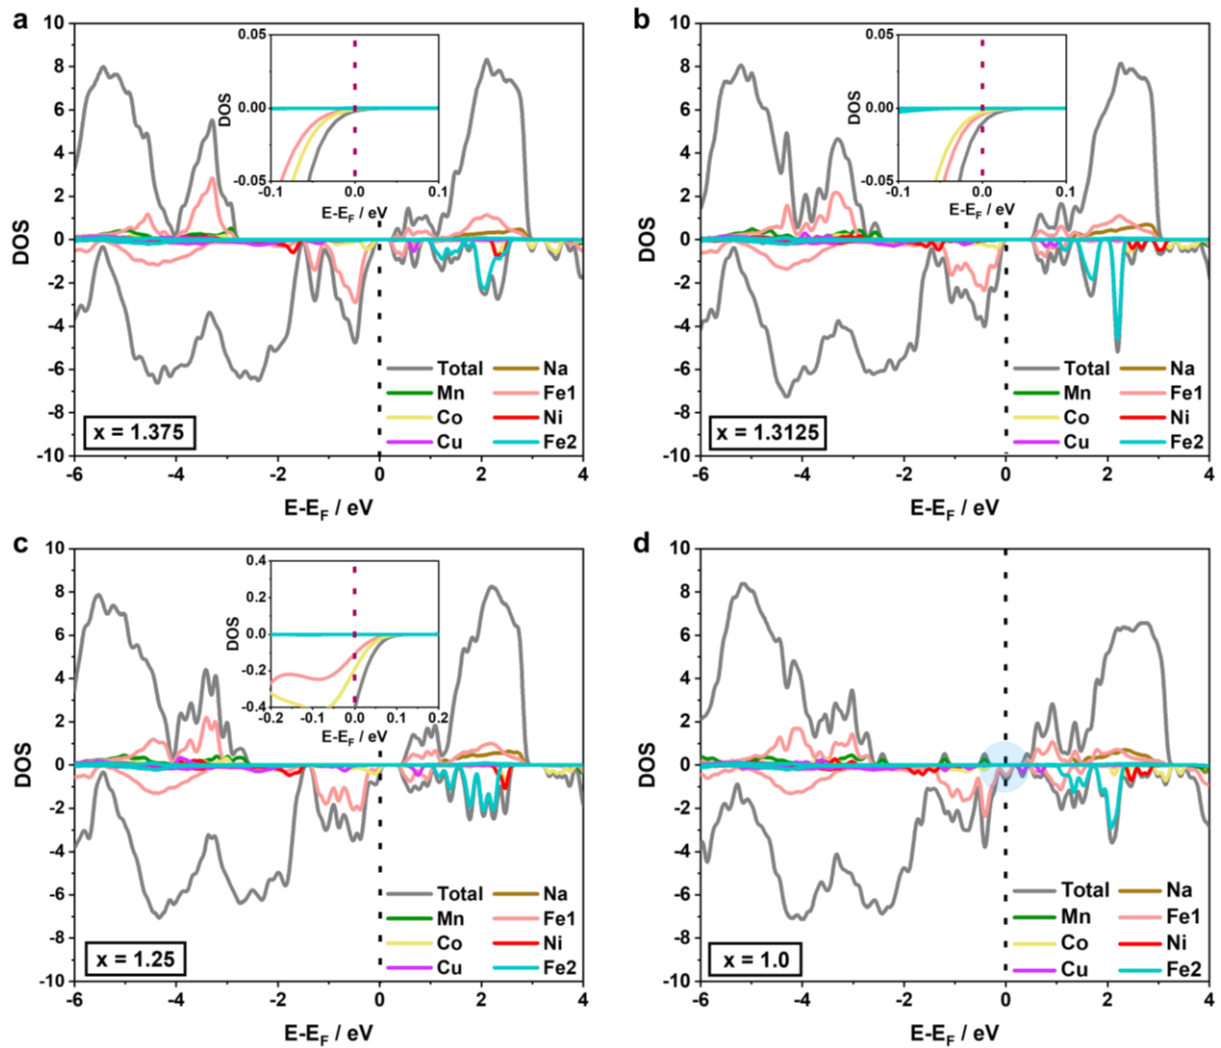 a
DOS
10
8
6
4
2
0
-2
-4
-6
-8
-10
-6
-4
-2
0
2
4
E-EF / eV
DOS
0.05
0.00
-0.05
-0.1
0.0
0.1
E-EF / eV
Total
Na
Mn
Fe1
Co
Ni
Cu
Fe2
x = 1.375
b
DOS
10
8
6
4
2
0
-2
-4
-6
-8
-10
-6
-4
-2
0
2
4
E-EF / eV
DOS
0.05
0.00
-0.05
-0.1
0.0
0.1
E-EF / eV
Total
Na
Mn
Fe1
Co
Ni
Cu
Fe2
x = 1.3125
c
DOS
10
8
6
4
2
0
-2
-4
-6
-8
-10
-6
-4
-2
0
2
4
E-EF / eV
DOS
0.4
0.2
0.0
-0.2
-0.4
-0.2
-0.1
0.0
0.1
0.2
E-EF / eV
Total
Na
Mn
Fe1
Co
Ni
Cu
Fe2
x = 1.25
d
DOS
10
8
6
4
2
0
-2
-4
-6
-8
-10
-6
-4
-2
0
2
4
E-EF / eV
Total
Na
Mn
Fe1
Co
Ni
Cu
Fe2
x = 1.0